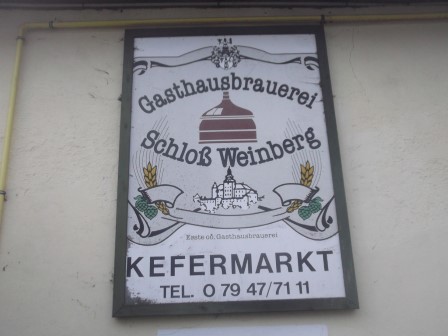 Gasthausbrauerei
Schloß Weinberg
Erste oö. Gasthausbrauerei
KEFERMARKT
TEL. 0 79 47/71 11